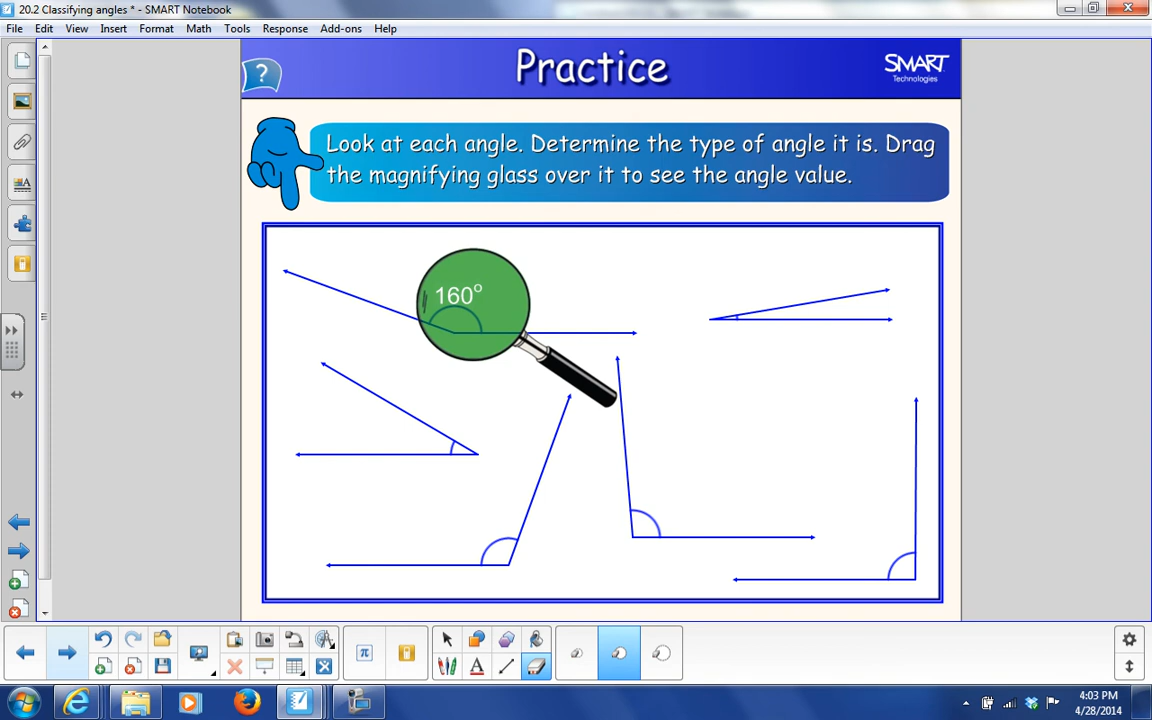 20.2 Classifying angles * - SMART Notebook
File Edit View Insert Format Math Tools Response Add-ons Help
? Practice SMART
Technologies
Look at each angle. Determine the type of angle it is. Drag
the magnifying glass over it to see the angle value.
160°
π
A
4:03 PM
4/28/2014